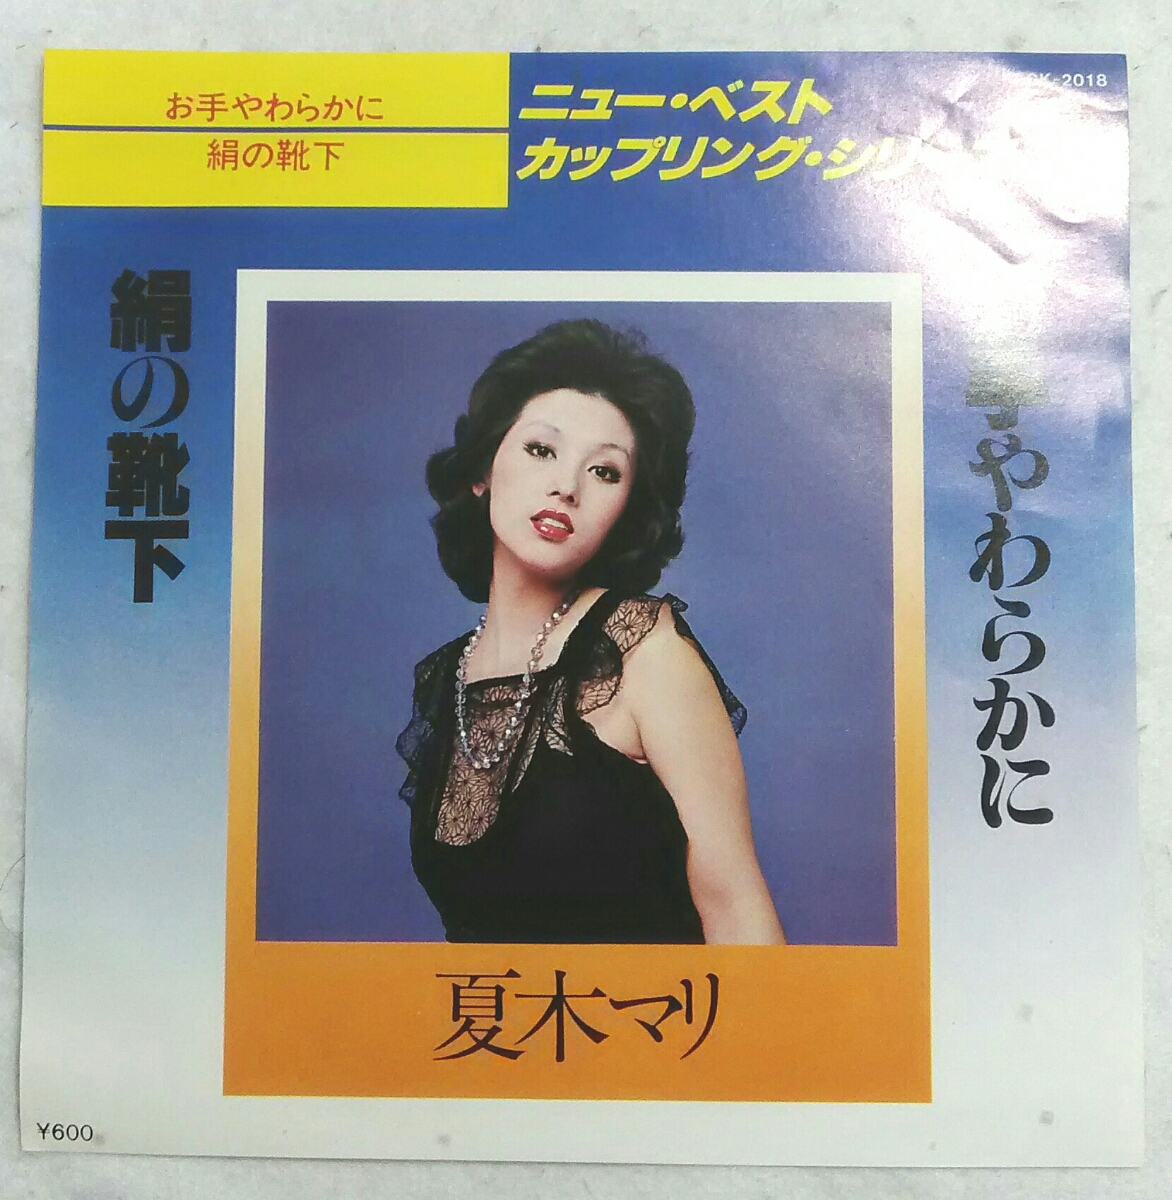 お手やわらかに
絹の靴下
ニュー・ベスト
カップリング・シリ
K-2018
絹の靴下
手やわらかに
夏木マリ
¥600